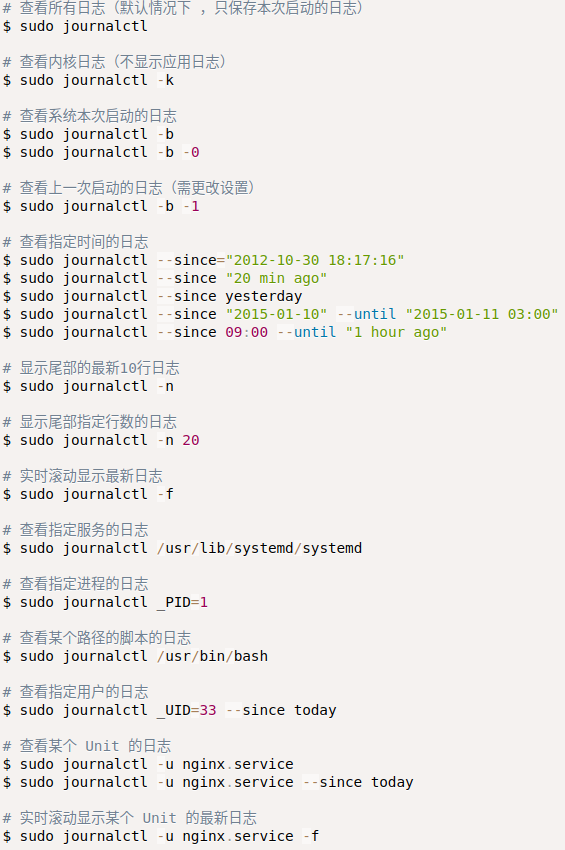 # 查看所有日志（默认情况下 ，只保存本次启动的日志）
$ sudo journalctl
# 查看内核日志（不显示应用日志）
$ sudo journalctl -k
# 查看系统本次启动的日志
$ sudo journalctl -b
$ sudo journalctl -b -0
# 查看上一次启动的日志（需更改设置）
$ sudo journalctl -b -1
# 查看指定时间的日志
$ sudo journalctl --since="2012-10-30 18:17:16"
$ sudo journalctl --since "20 min ago"
$ sudo journalctl --since yesterday
$ sudo journalctl --since "2015-01-10" --until "2015-01-11 03:00"
$ sudo journalctl --since 09:00 --until "1 hour ago"
# 显示尾部的最新10行日志
$ sudo journalctl -n
# 显示尾部指定行数的日志
$ sudo journalctl -n 20
# 实时滚动显示最新日志
$ sudo journalctl -f
# 查看指定服务的日志
$ sudo journalctl /usr/lib/systemd/systemd
# 查看指定进程的日志
$ sudo journalctl _PID=1
# 查看某个路径的脚本的日志
$ sudo journalctl /usr/bin/bash
# 查看指定用户的日志
$ sudo journalctl _UID=33 --since today
# 查看某个 Unit 的日志
$ sudo journalctl -u nginx.service
$ sudo journalctl -u nginx.service --since today
# 实时滚动显示某个 Unit 的最新日志
$ sudo journalctl -u nginx.service -f